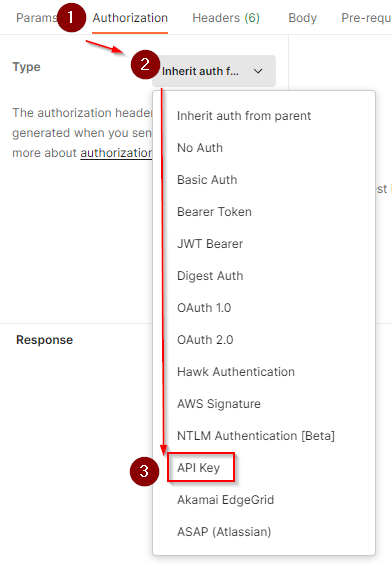 Params 1 Authorization Headers (6) Body Pre-requ
Type 2 Inherit auth f...
The authorization header
generated when you sen
more about authorization
Inherit auth from parent
No Auth
Basic Auth
Bearer Token
est i
JWT Bearer
Digest Auth
OAuth 1.0
OAuth 2.0
Response
Hawk Authentication
AWS Signature
NTLM Authentication [Beta]
3 API Key
Akamai EdgeGrid
ASAP (Atlassian)